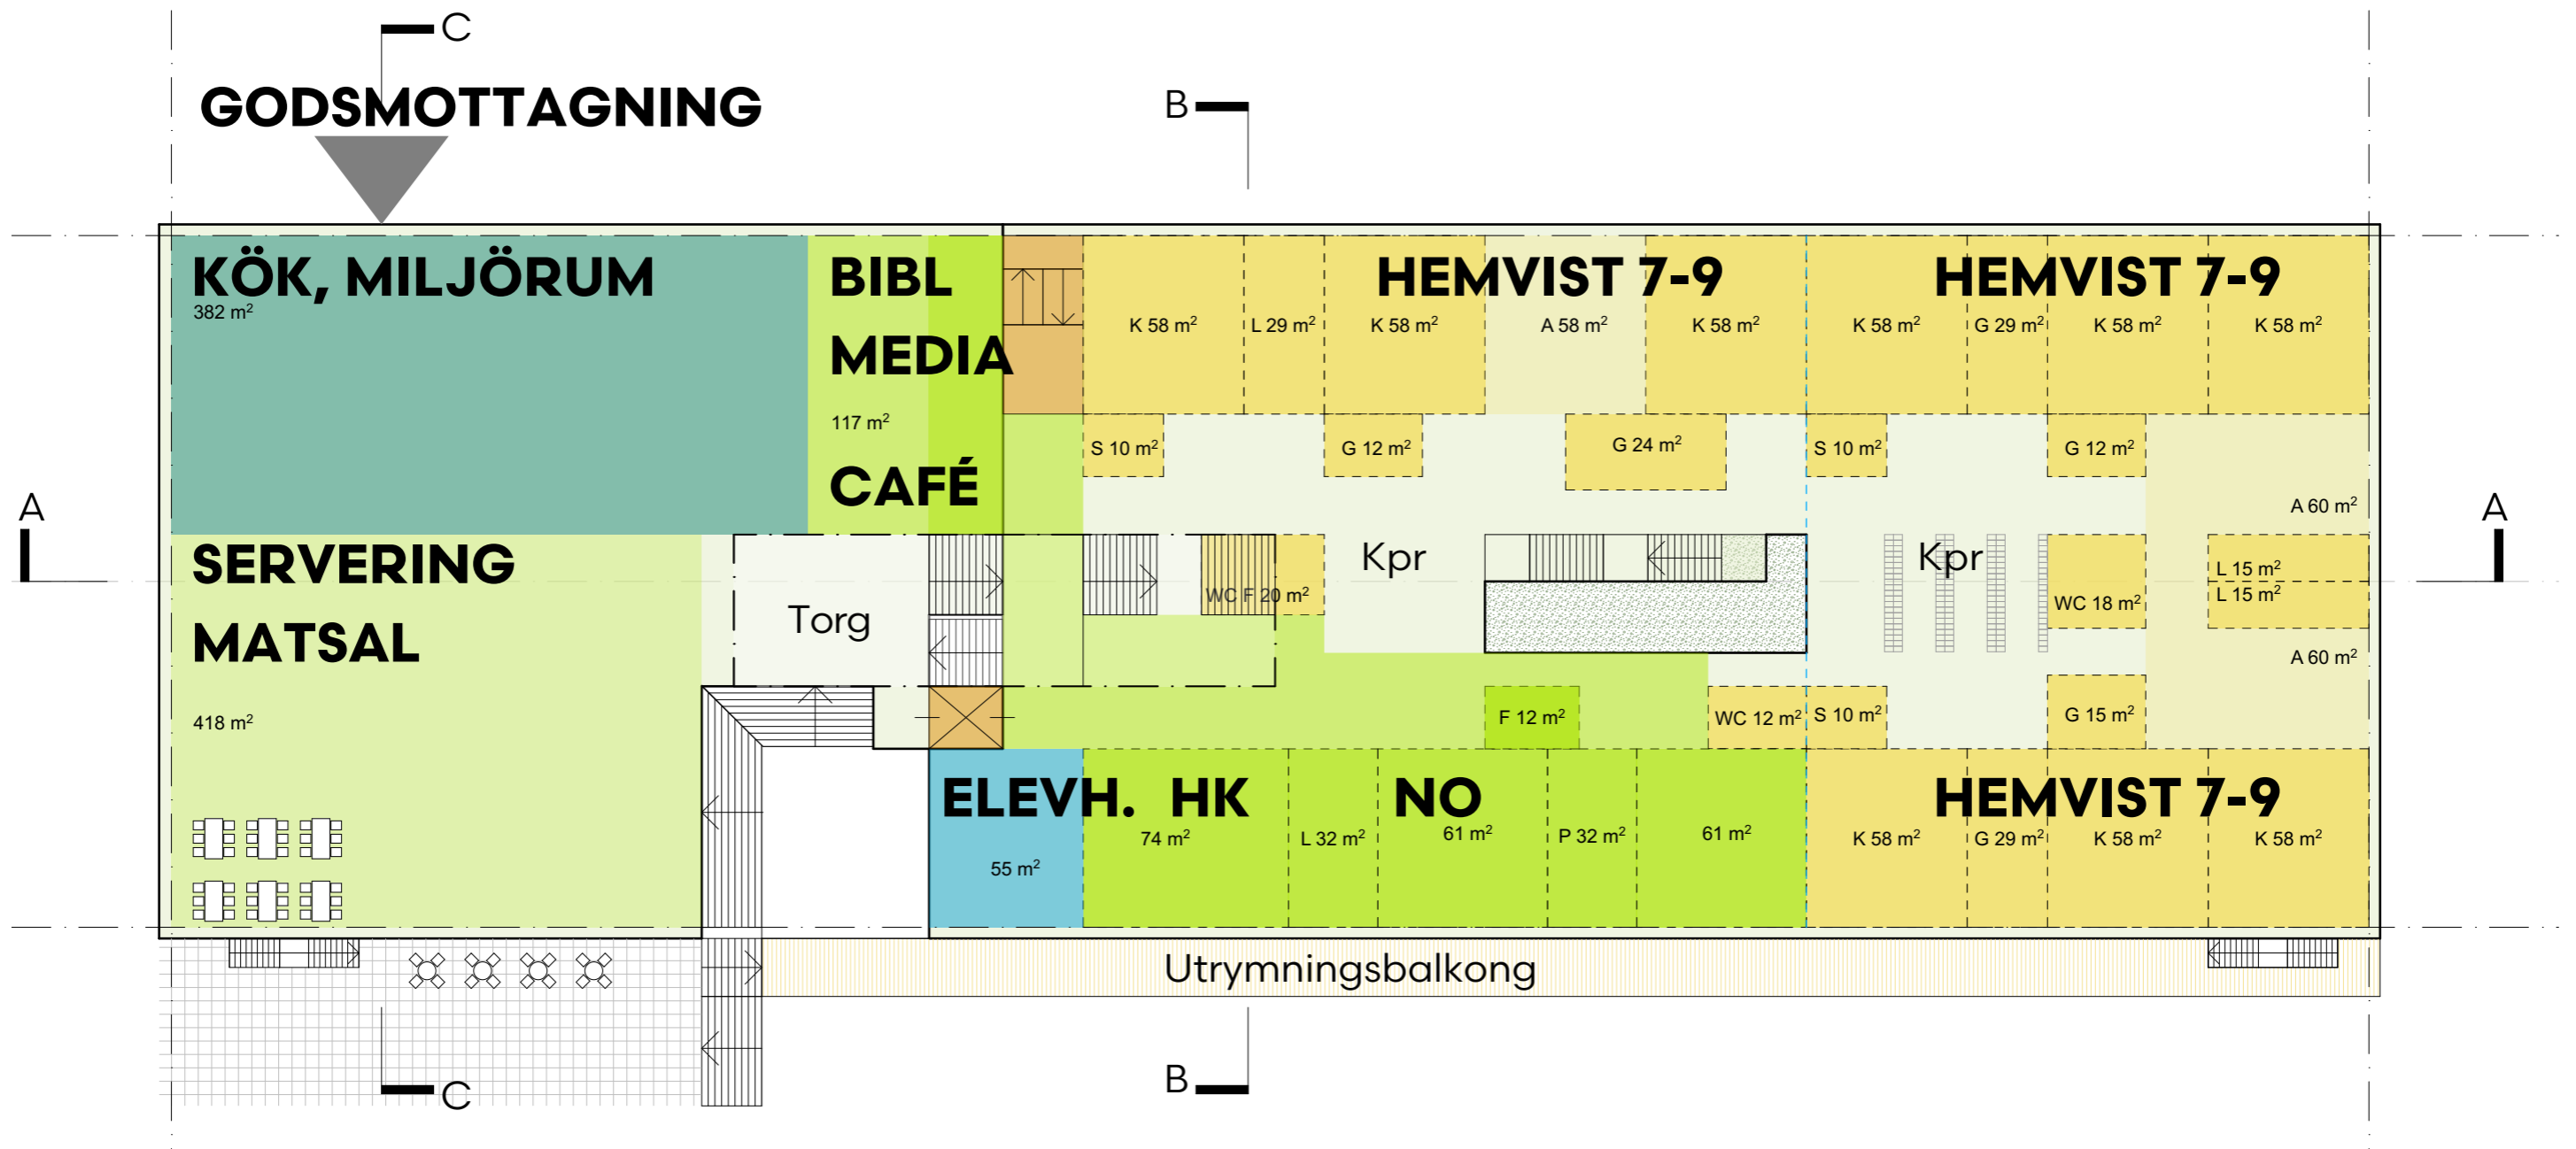 C
GODSMOTTAGNING
B
KÖK, MILJÖRUM
382 m²
BIBL
MEDIA
117 m²
CAFÉ
HEMVIST 7-9
HEMVIST 7-9
K 58 m²
L 29 m²
K 58 m²
A 58 m²
K 58 m²
K 58 m²
G 29 m²
K 58 m²
K 58 m²
S 10 m²
G 12 m²
G 24 m²
S 10 m²
G 12 m²
A
A 60 m²
A
SERVERING
MATSAL
418 m²
Torg
WC F 20 m²
Kpr
Kpr
WC 18 m²
L 15 m²
L 15 m²
A 60 m²
F 12 m²
WC 12 m²
S 10 m²
G 15 m²
ELEVH.
HK
NO
HEMVIST 7-9
55 m²
74 m²
L 32 m²
61 m²
P 32 m²
61 m²
K 58 m²
G 29 m²
K 58 m²
K 58 m²
Utrymningsbalkong
C
B